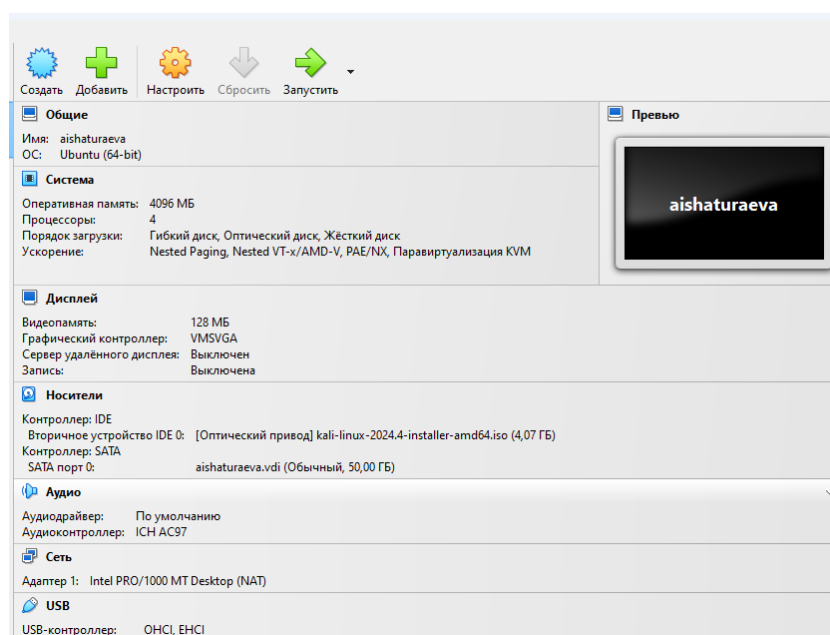 Создать Добавить Настроить Сбросить Запустить
Общие
Имя: aishaturaeva
ОС: Ubuntu (64-bit)
Превью
aishaturaeva
Система
Оперативная память: 4096 МБ
Процессоры: 4
Порядок загрузки: Гибкий диск, Оптический диск, Жёсткий диск
Ускорение: Nested Paging, Nested VT-x/AMD-V, PAE/NX, Паравиртуализация KVM
Дисплей
Видеопамять: 128 МБ
Графический контроллер: VMSVGA
Сервер удалённого дисплея: Выключен
Запись: Выключена
Носители
Контроллер: IDE
Вторичное устройство IDE 0: [Оптический привод] kali-linux-2024.4-installer-amd64.iso (4,07 ГБ)
Контроллер: SATA
SATA порт 0: aishaturaeva.vdi (Обычный, 50,00 ГБ)
Аудио
Аудиодрайвер: По умолчанию
Аудиоконтроллер: ICH AC97
Сеть
Адаптер 1: Intel PRO/1000 MT Desktop (NAT)
USB
USB-контроллер: OHCI, EHCI